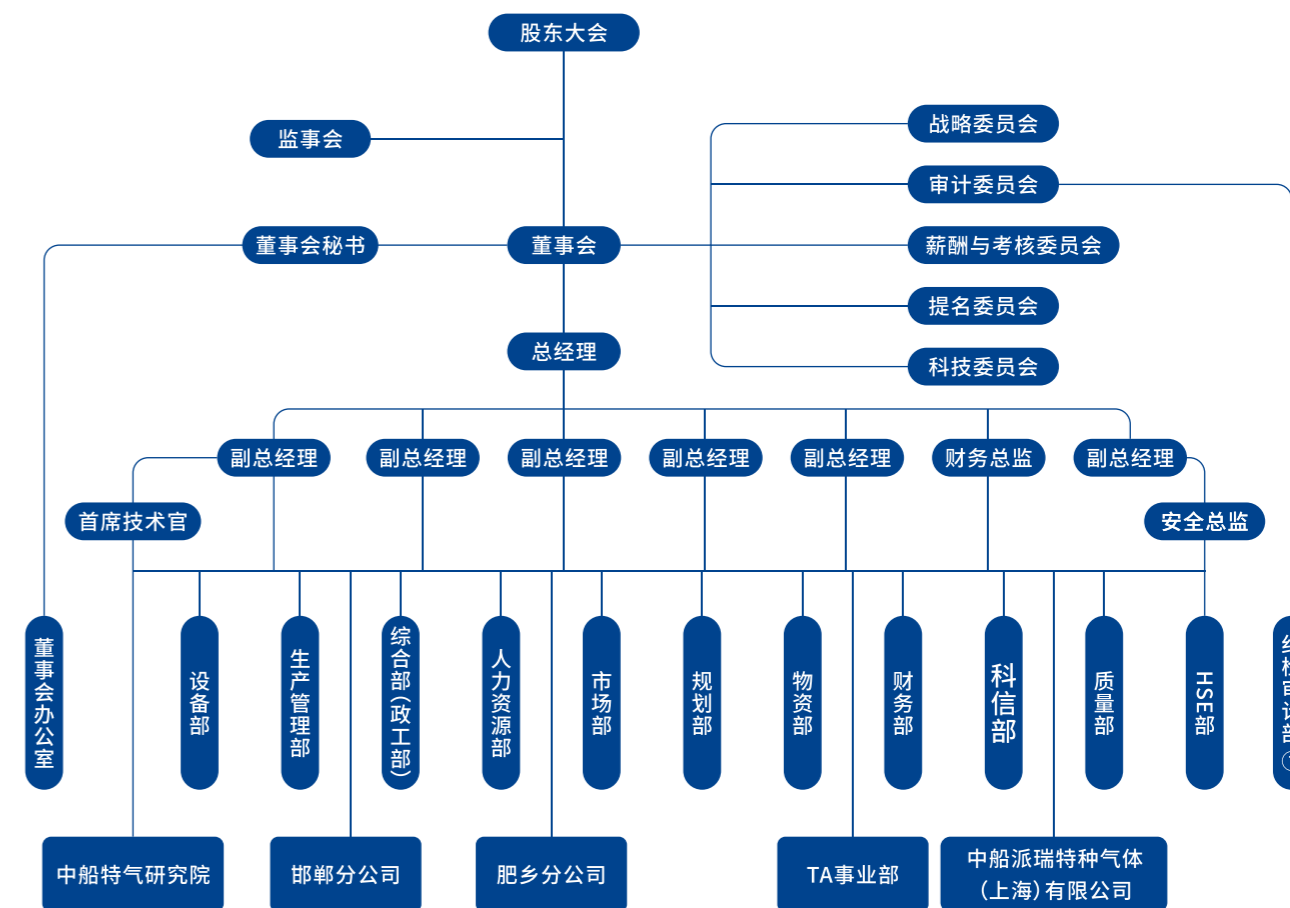 股东大会
监事会
战略委员会
审计委员会
董事会秘书
董事会
薪酬与考核委员会
提名委员会
总经理
科技委员会
副总经理
副总经理
副总经理
副总经理
副总经理
财务总监
副总经理
首席技术官
安全总监
董事会办公室
设备部
生产管理部
综合部(政工部)
人力资源部
市场部
规划部
物资部
财务部
科信部
质量部
HSE部
中船特气研究院
邯郸分公司
肥乡分公司
TA事业部
中船派瑞特种气体
(上海)有限公司